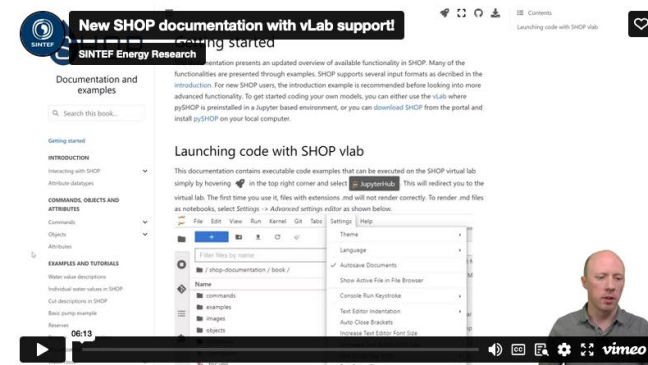 New SHOP documentation with vLab support!
SINTEF Energy Research
SINTEF
Getting started
Contents
Launching code with SHOP vlab
documentation presents an updated overview of available functionality in SHOP. Many of the
functionalities are presented through examples. SHOP supports several input formats as decribed in the
introduction. For new SHOP users, the introduction example is recommended before looking into more
advanced functionality. To get started coding your own models, you can either use the vLab where
pySHOP is preinstalled in a Jupyter based environment, or you can download SHOP from the portal and
install pySHOP on your local computer.
Documentation and
examples
Search this book...
Getting started
INTRODUCTION
Interacting with SHOP
Attribute datatypes
COMMANDS, OBJECTS AND
ATTRIBUTES
Commands
Objects
Attributes
EXAMPLES AND TUTORIALS
Water value descriptions
Individual water values in SHOP
Cut descriptions in SHOP
Basic pump example
Reserves
Launching code with SHOP vlab
This documentation contains executable code examples that can be executed on the SHOP virtual lab
simply by hovering in the top right corner and select JupyterHub. This will redirect you to the
virtual lab. The first time you use it, files with extensions .md will not render correctly. To render .md files
as notebooks, select Settings -> Advanced settings editor as shown below.
File Edit View Run Kernel Git Tabs Settings Help
Filter files by name
/ shop-documentation / book /
Name
commands
examples
images
objects
Theme
Language
Autosave Documents
Show Active File in File Browser
Console Run Keystroke
Text Editor Indentation
Auto Close Brackets
Increase Text Editor Font Size
06:13
CC
vimeo